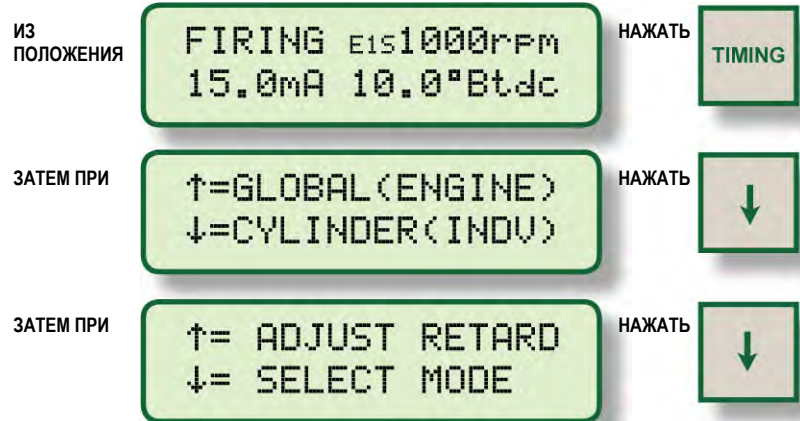 ИЗ
ПОЛОЖЕНИЯ
FIRING E1S1000rpm
15.0mA 10.0°Btdc
НАЖАТЬ
TIMING
ЗАТЕМ ПРИ
↑=GLOBAL(ENGINE)
↓=CYLINDER(INDV)
НАЖАТЬ
↓
ЗАТЕМ ПРИ
↑= ADJUST RETARD
↓= SELECT MODE
НАЖАТЬ
↓